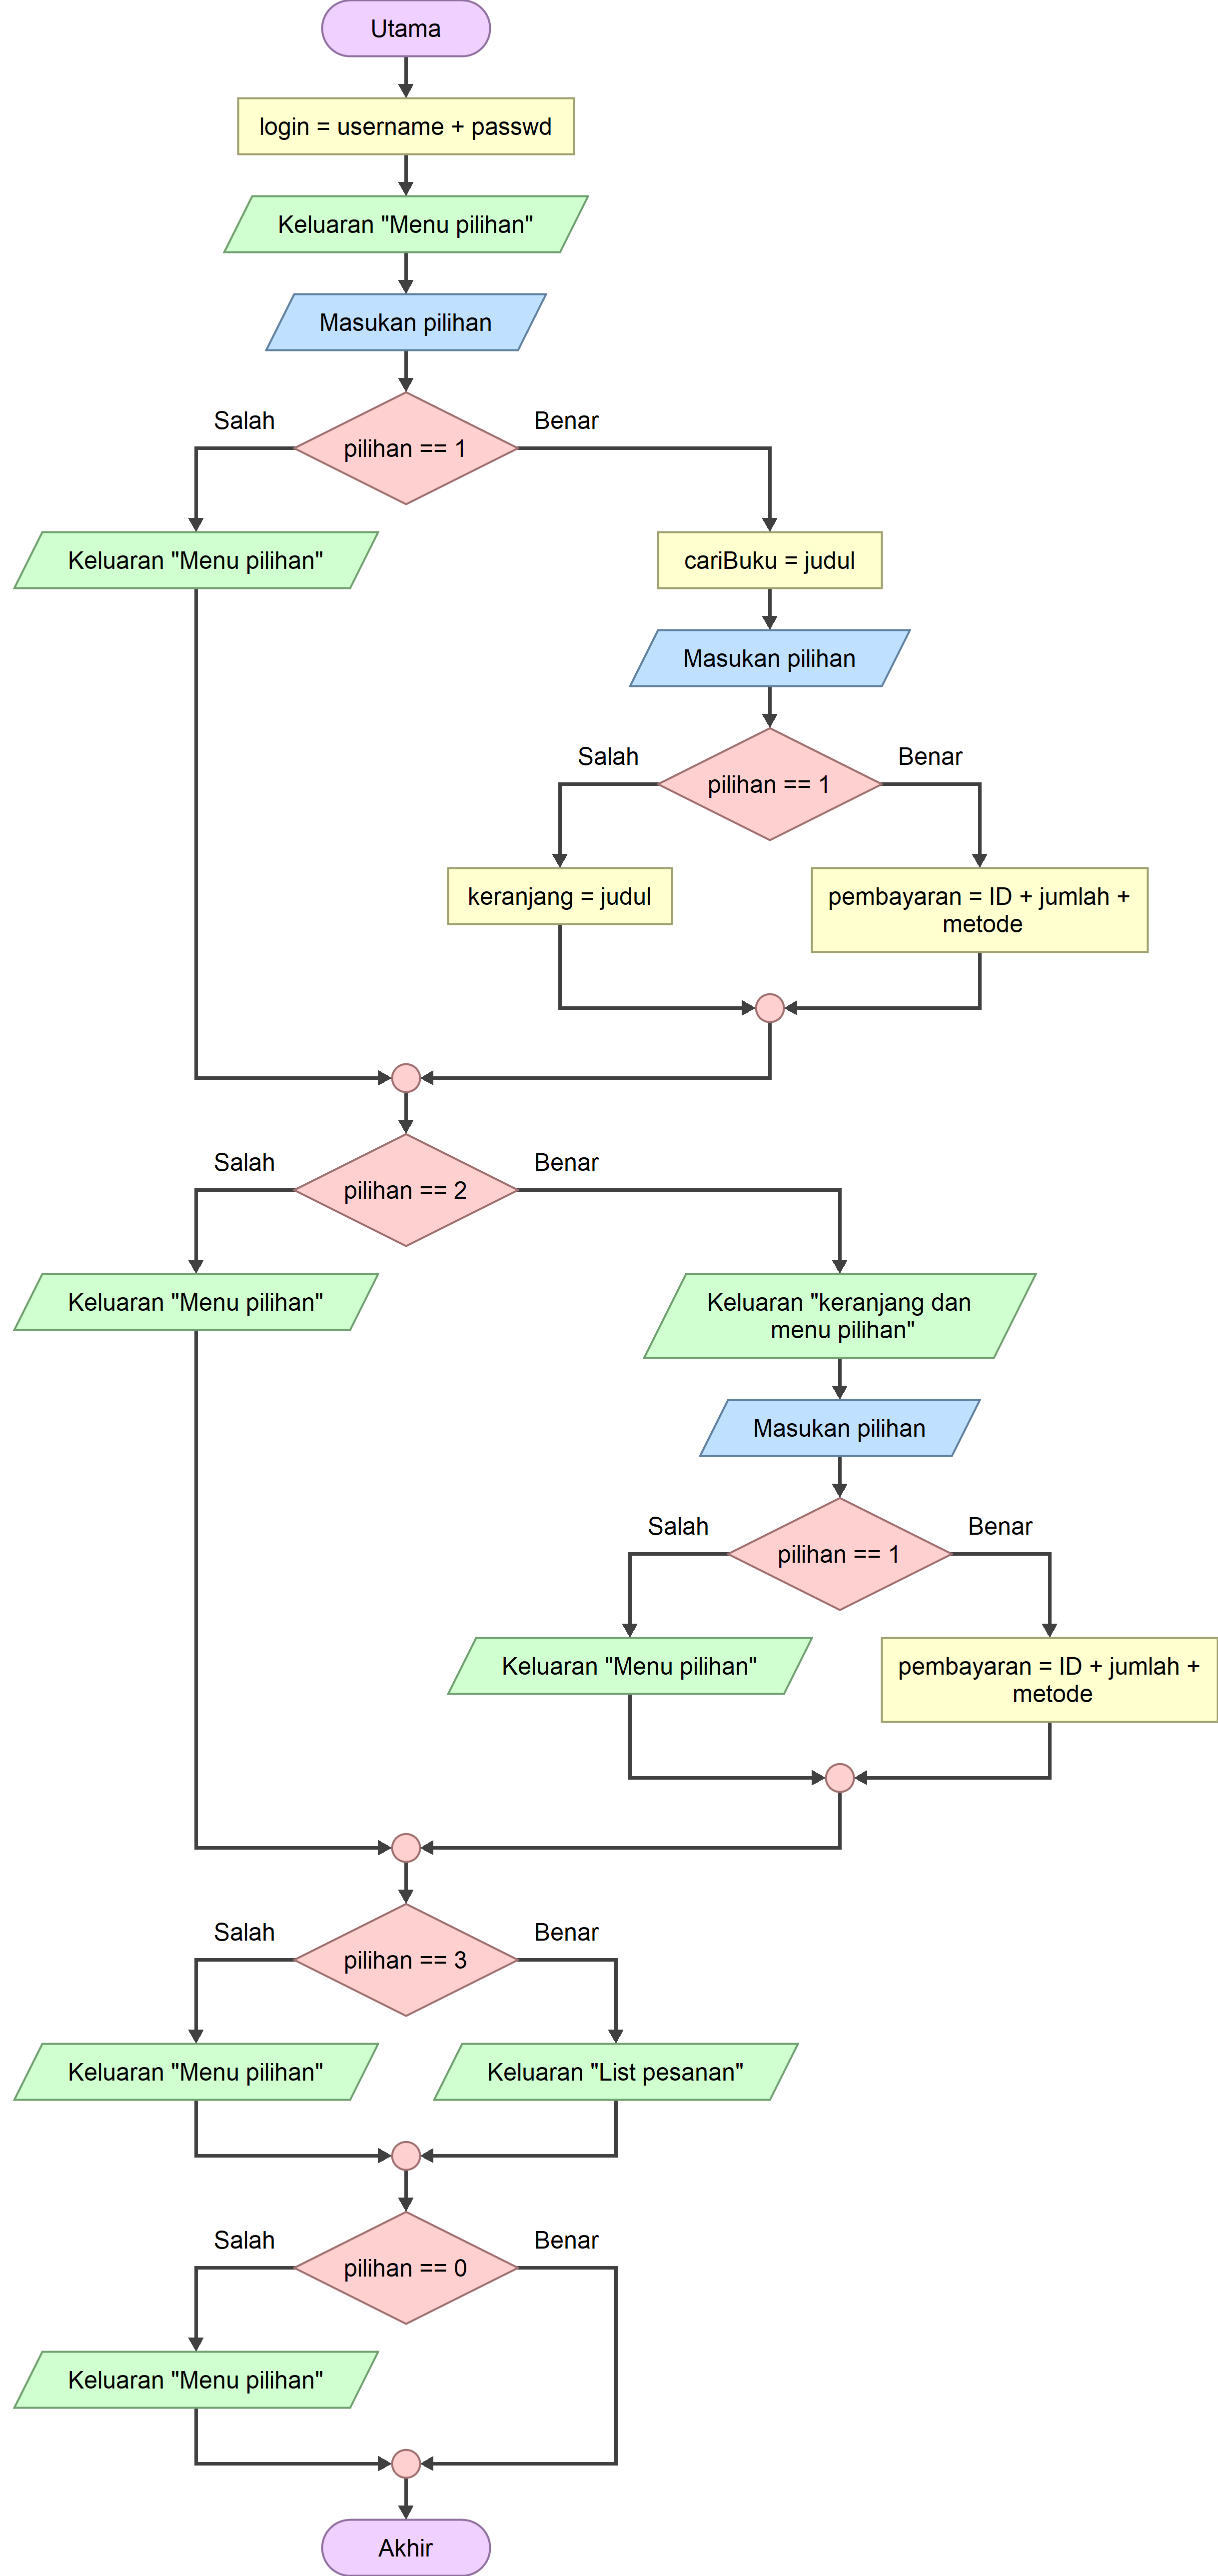 Utama
login = username + passwd
Keluaran "Menu pilihan"
Masukan pilihan
Salah
Benar
pilihan == 1
Keluaran "Menu pilihan"
cariBuku = judul
Masukan pilihan
Salah
Benar
pilihan == 1
keranjang = judul
pembayaran = ID + jumlah +
metode
Salah
Benar
pilihan == 2
Keluaran "Menu pilihan"
Keluaran "keranjang dan
menu pilihan"
Masukan pilihan
Salah
Benar
pilihan == 1
Keluaran "Menu pilihan"
pembayaran = ID + jumlah +
metode
Salah
Benar
pilihan == 3
Keluaran "Menu pilihan"
Keluaran "List pesanan"
Salah
Benar
pilihan == 0
Keluaran "Menu pilihan"
Akhir